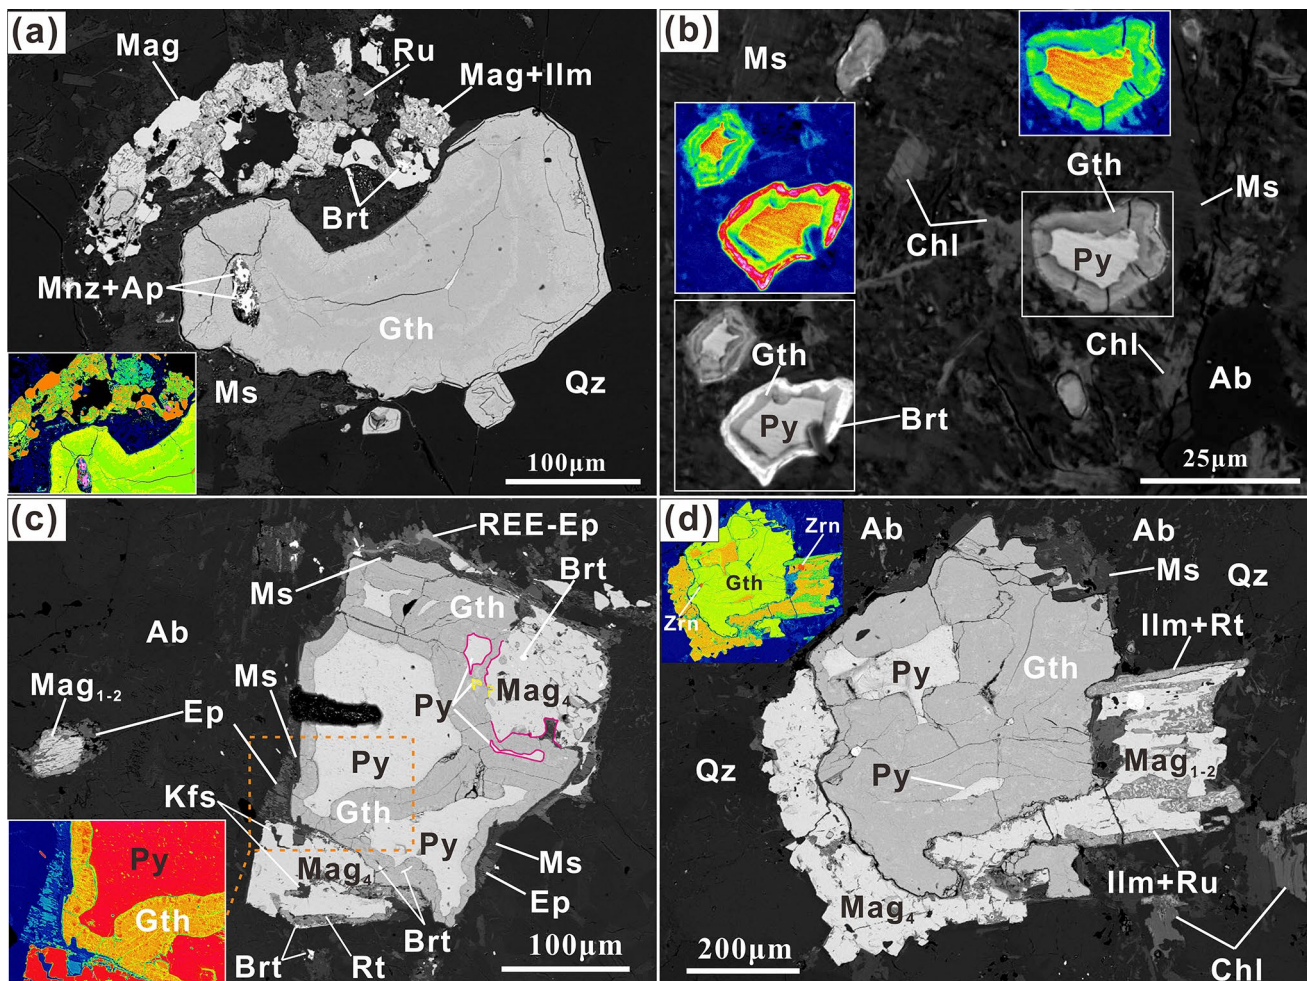 (a)
Mag
Ru
Mag+Ilm
Brt
Mnz+Ap
Gth
Ms
Qz
100μm
(b)
Ms
Gth
Ms
Chl
Py
Gth
Chl
Ab
Py
Brt
25μm
(c)
REE-Ep
Brt
Ms
Gth
Ab
Mag1-2
Ms
Ep
Py
Mag4
Py
Kfs
Gth
Py
Mag4
Py
Gth
Ms
Ep
Brt
Brt
Rt
100μm
(d)
Zrn
Gth
Zrn
Ab
Ab
Ms
Qz
Ilm+Rt
Py
Gth
Qz
Py
Mag1-2
Mag4
Ilm+Ru
200μm
Chl